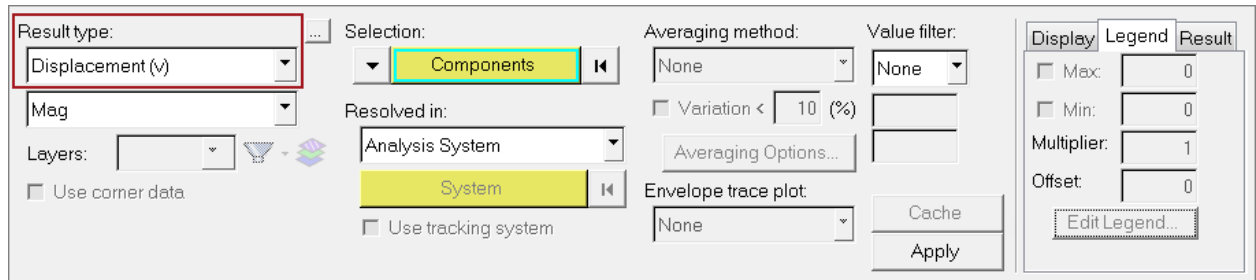 Result type:
...
Displacement (v)
Mag
Layers:
Use corner data
Selection:
Components
Resolved in:
Analysis System
System
Use tracking system
Averaging method:
None
Variation < 10 (%)
Averaging Options...
Envelope trace plot:
None
Value filter:
None
Cache
Apply
Display Legend Result
Max: 0
Min: 0
Multiplier: 1
Offset: 0
Edit Legend...